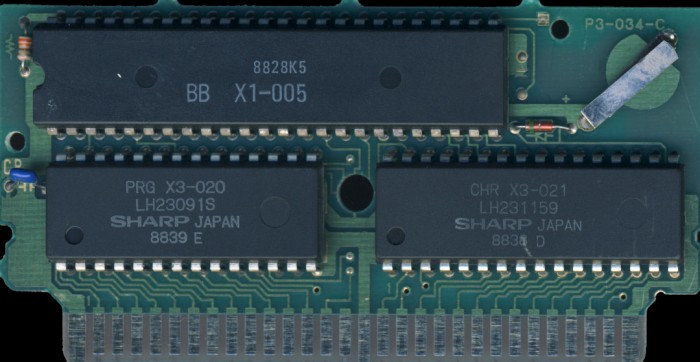 P3-034-C
8828K5
BB X1-005
+
PRG X3-020
LH23091S
SHARP JAPAN
8839 E
CHR X3-021
LH231159
SHARP JAPAN
D